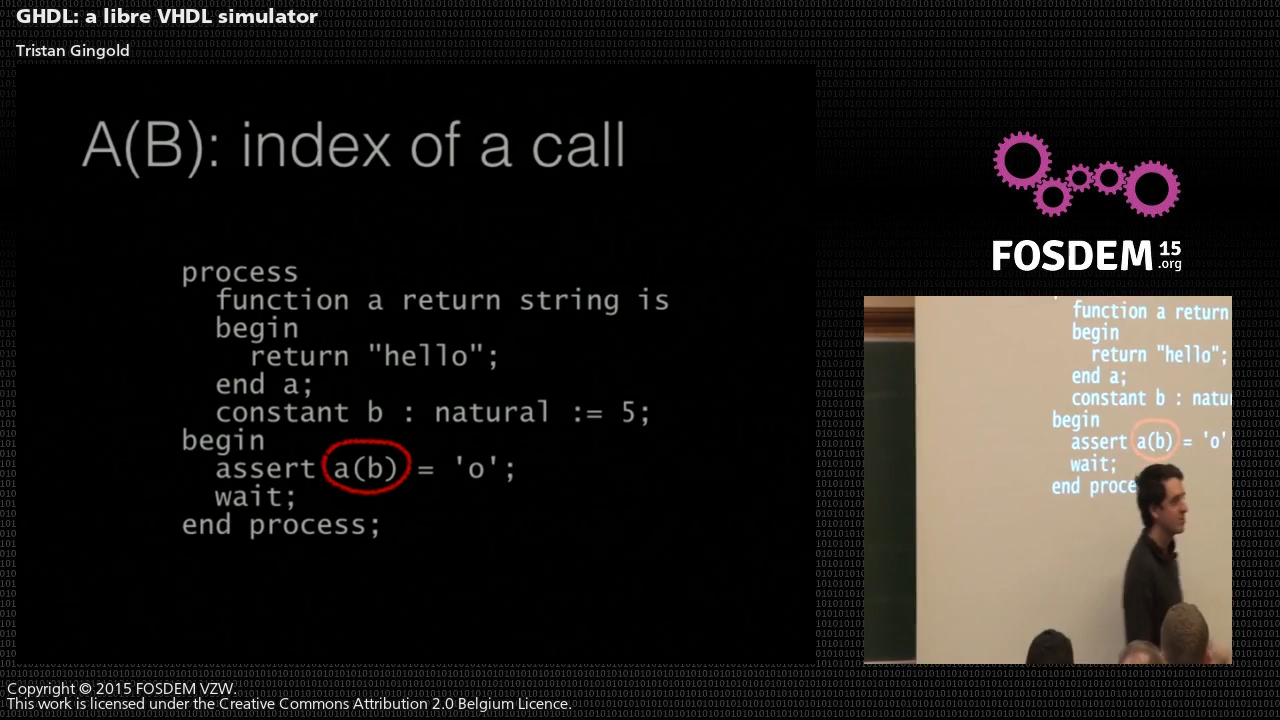 GHDL: a libre VHDL simulator
Tristan Gingold
A(B): index of a call
process
function a return string is
begin
return "hello";
end a;
constant b : natural := 5;
begin
assert a(b) = 'o';
wait;
end process;
FOSDEM 15
.org
function a return
begin
return "hello";
end a;
constant b : natu
begin
assert a(b) = 'o'
wait;
end proce
Copyright © 2015 FOSDEM VZW.
This work is licensed under the Creative Commons Attribution 2.0 Belgium Licence.